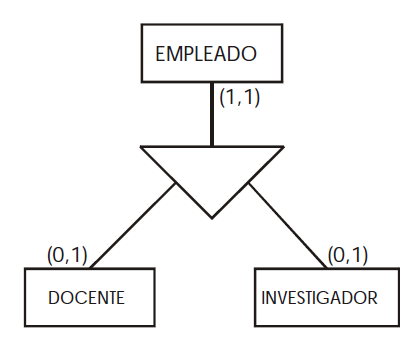 EMPLEADO
(1,1)
(0,1)
(0,1)
DOCENTE
INVESTIGADOR